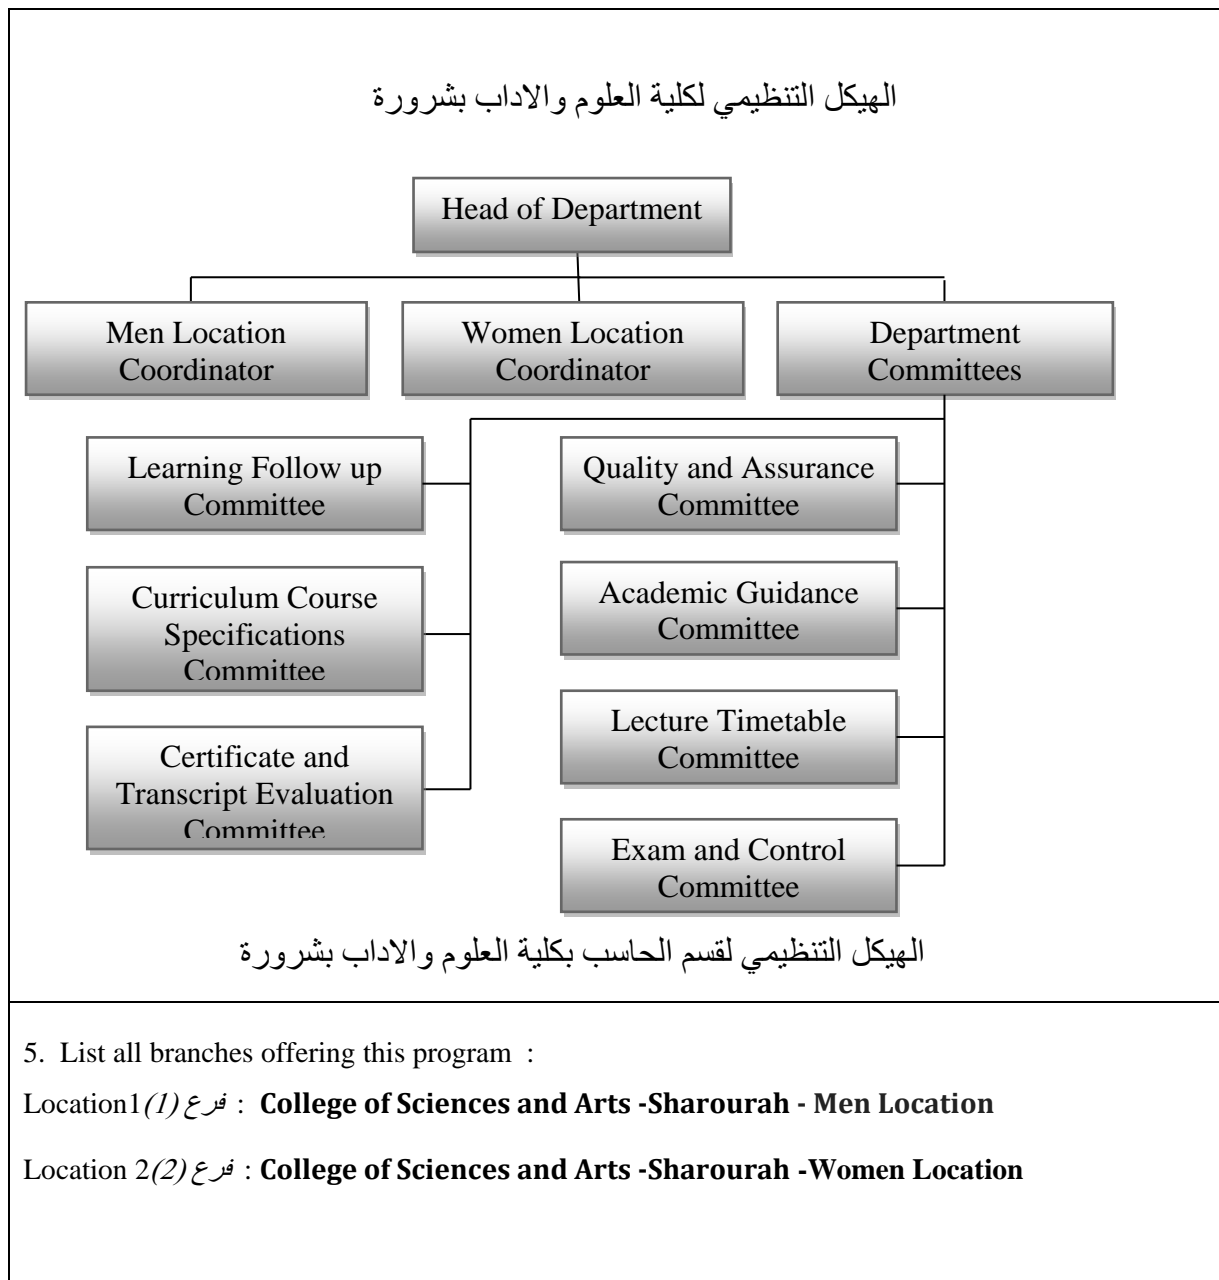 الهيكل التنظيمي لكلية العلوم والاداب بشرورة
Head of Department
Men Location
Coordinator
Women Location
Coordinator
Department
Committees
Learning Follow up
Committee
Quality and Assurance
Committee
Curriculum Course
Specifications
Committee
Academic Guidance
Committee
Certificate and
Transcript Evaluation
Committee
Lecture Timetable
Committee
Exam and Control
Committee
الهيكل التنظيمي لقسم الحاسب بكلية العلوم والاداب بشرورة
5. List all branches offering this program :
Location1(1) فرع : College of Sciences and Arts -Sharourah - Men Location
Location 2(2) فرع : College of Sciences and Arts -Sharourah -Women Location